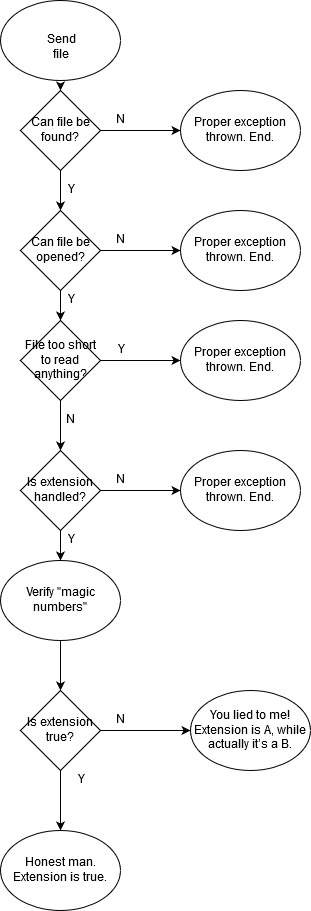 Send
file
Can file be
found?
N
Proper exception
thrown. End.
Y
Can file be
opened?
N
Proper exception
thrown. End.
Y
File too short
to read
anything?
Y
Proper exception
thrown. End.
N
Is extension
handled?
N
Proper exception
thrown. End.
Y
Verify "magic
numbers"
Is extension
true?
N
You lied to me!
Extension is A, while
actually it's a B.
Y
Honest man.
Extension is true.